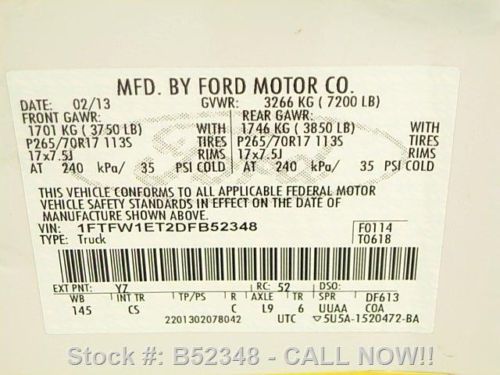 MFD. BY FORD MOTOR CO.
DATE: 02/13 GVWR: 3266 KG ( 7200 LB)
FRONT GAWR: REAR GAWR:
1701 KG ( 3750 LB) WITH 1746 KG ( 3850 LB) WITH
P265/70R17 113S TIRES P265/70R17 113S TIRES
17x7.5J RIMS 17x7.5J RIMS
AT 240 kPa/ 35 PSI COLD AT 240 kPa/ 35 PSI COLD
THIS VEHICLE CONFORMS TO ALL APPLICABLE FEDERAL MOTOR
VEHICLE SAFETY STANDARDS IN EFFECT ON THE DATE OF
MANUFACTURE SHOWN ABOVE.
VIN: 1FTFW1ET2DFB52348 F0114
TYPE: Truck T0618
EXT PNT: YZ RC: 52 DSO:
WB INT TR TP/PS R AXLE TR SPR DF613
145 CS C L9 6 UUAA COA
2201302078042 UTC 5U5A-1520472-BA
Stock #: B52348 - CALL NOW!!